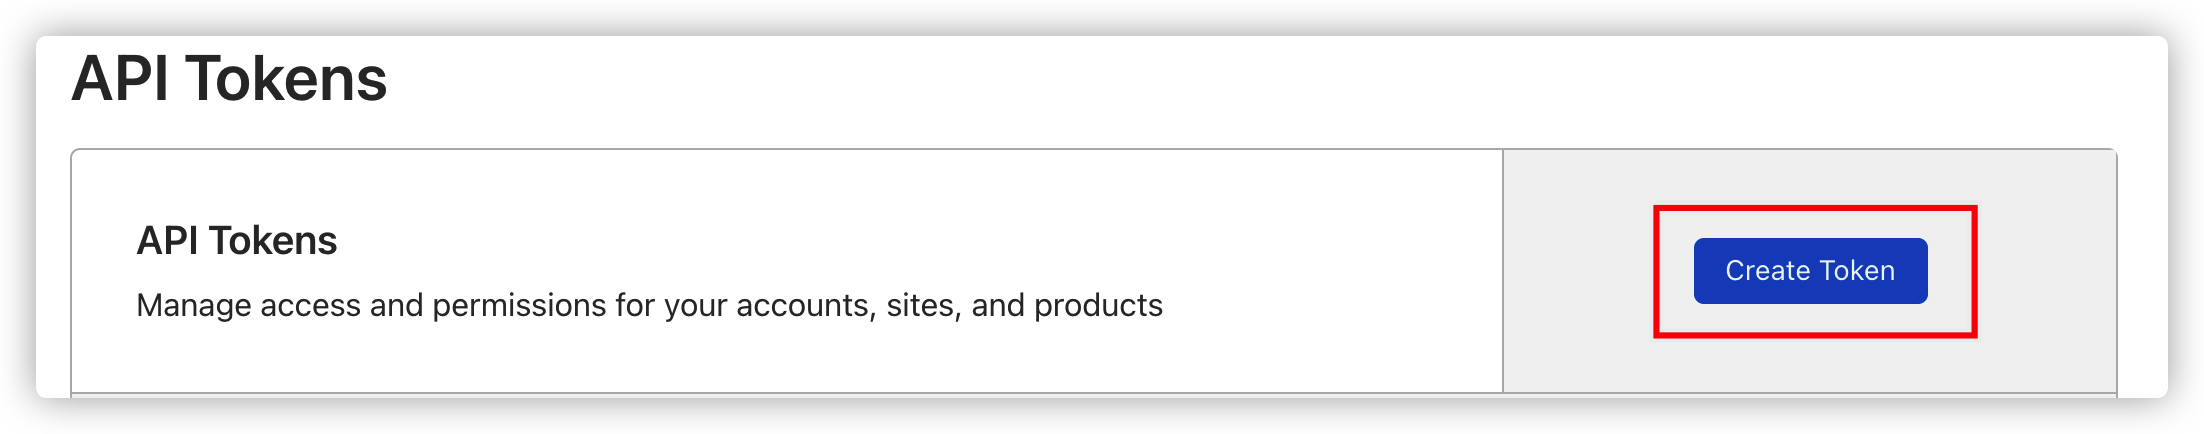 API Tokens
API Tokens
Manage access and permissions for your accounts, sites, and products
Create Token